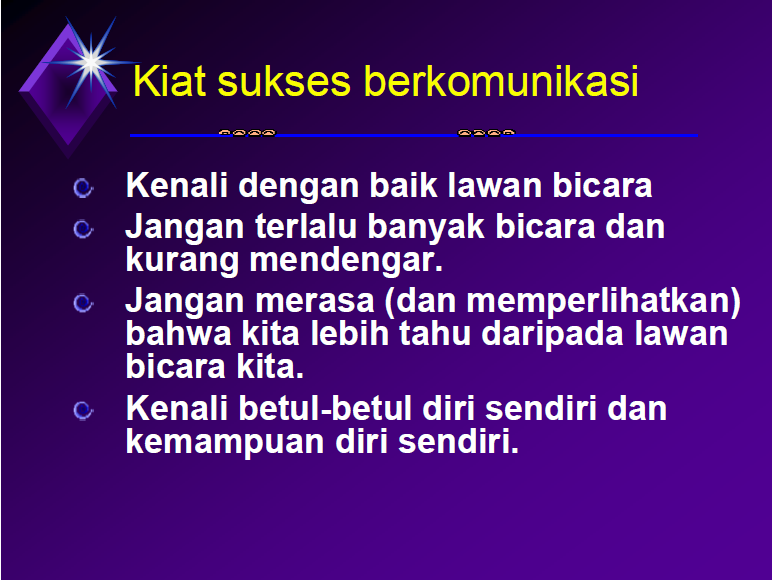 Kiat sukses berkomunikasi
Kenali dengan baik lawan bicara
Jangan terlalu banyak bicara dan
kurang mendengar.
Jangan merasa (dan memperlihatkan)
bahwa kita lebih tahu daripada lawan
bicara kita.
Kenali betul-betul diri sendiri dan
kemampuan diri sendiri.